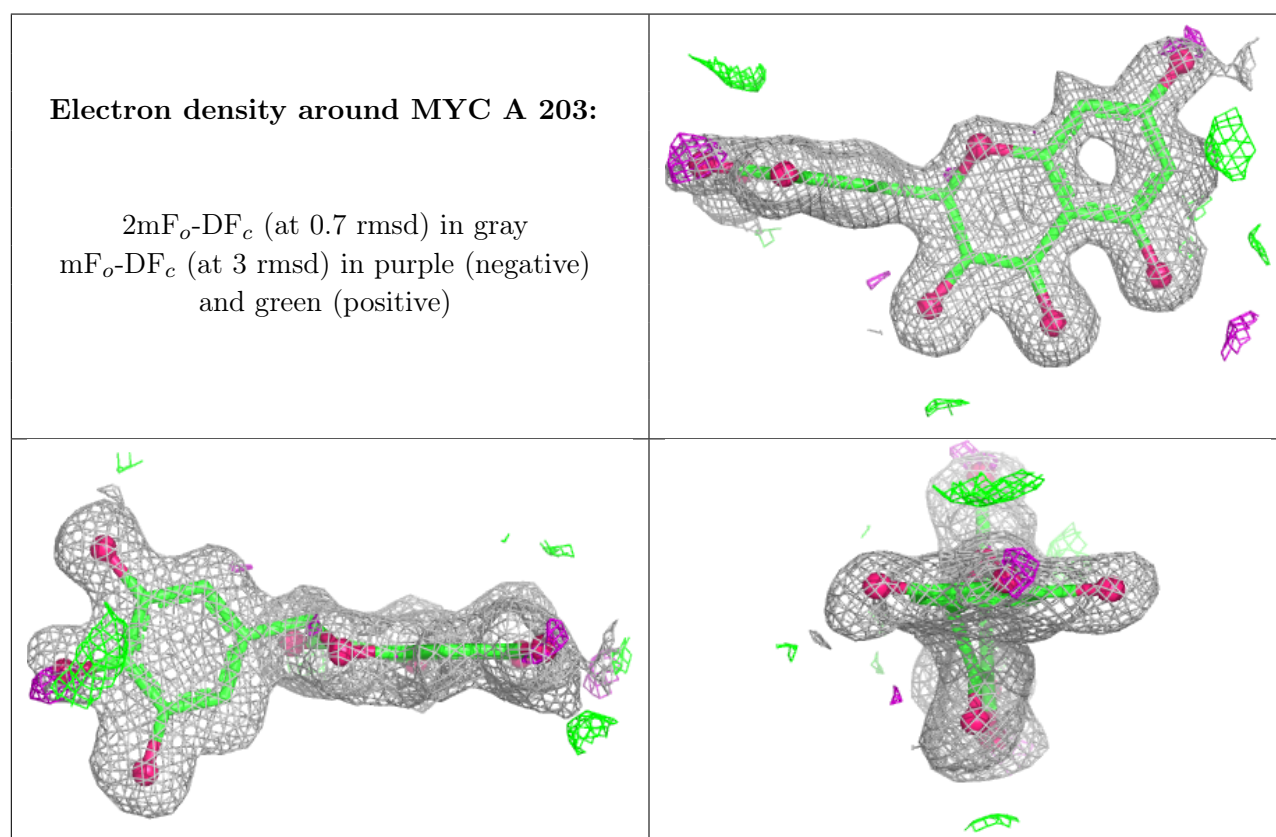 Electron density around MYC A 203:
2mFo-DFc (at 0.7 rmsd) in gray
mFo-DFc (at 3 rmsd) in purple (negative)
and green (positive)